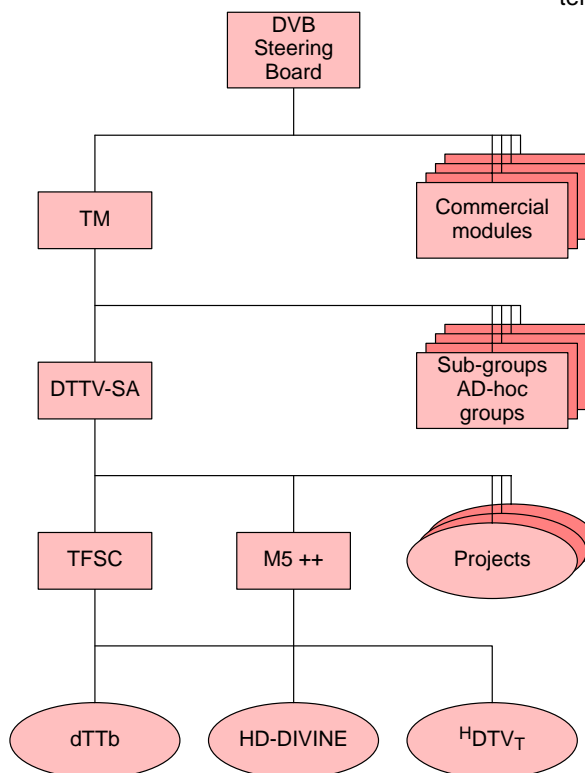 DVB
Steering
Board
TM
Commercial
modules
DTTV-SA
Sub-groups
AD-hoc
groups
TFSC
M5 ++
Projects
dTTb
HD-DIVINE
HDTVT